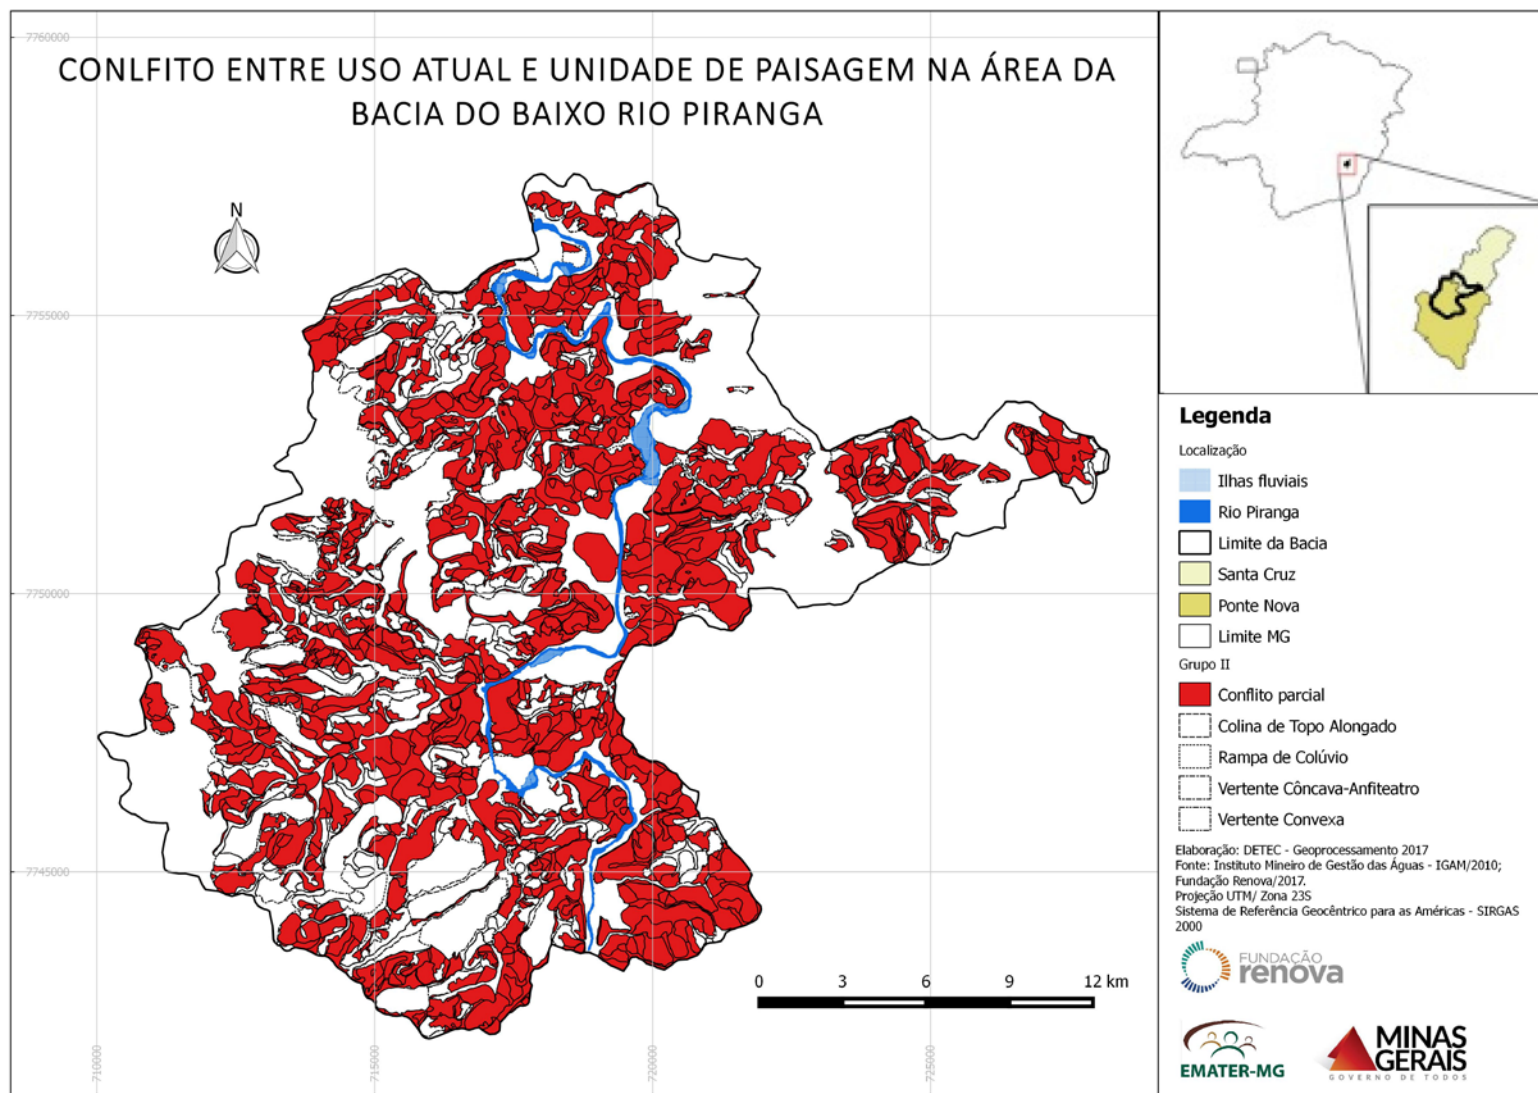 7760000
CONLFITO ENTRE USO ATUAL E UNIDADE DE PAISAGEM NA ÁREA DA
BACIA DO BAIXO RIO PIRANGA
N
7755000
7750000
7745000
0 3 6 9 12 km
710000
715000
720000
725000
Legenda
Localização
Ilhas fluviais
Rio Piranga
Limite da Bacia
Santa Cruz
Ponte Nova
Limite MG
Grupo II
Conflito parcial
Colina de Topo Alongado
Rampa de Colúvio
Vertente Côncava-Anfiteatro
Vertente Convexa
Elaboração: DETEC - Geoprocessamento 2017
Fonte: Instituto Mineiro de Gestão das Águas - IGAM/2010;
Fundação Renova/2017.
Projeção UTM/ Zona 23S
Sistema de Referência Geocêntrico para as Américas - SIRGAS
2000
FUNDAÇÃO
renova
EMATER-MG
MINAS
GERAIS
GOVERNO DE TODOS